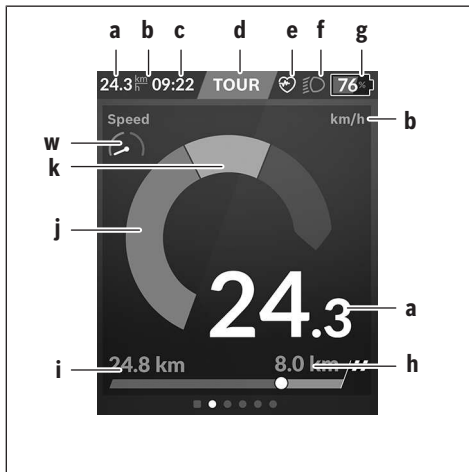 a b c d e f g
24.3 km/h 09:22 TOUR 76%
Speed km/h b
w
k
j
24.3 a
i 24.8 km 8.0 km h